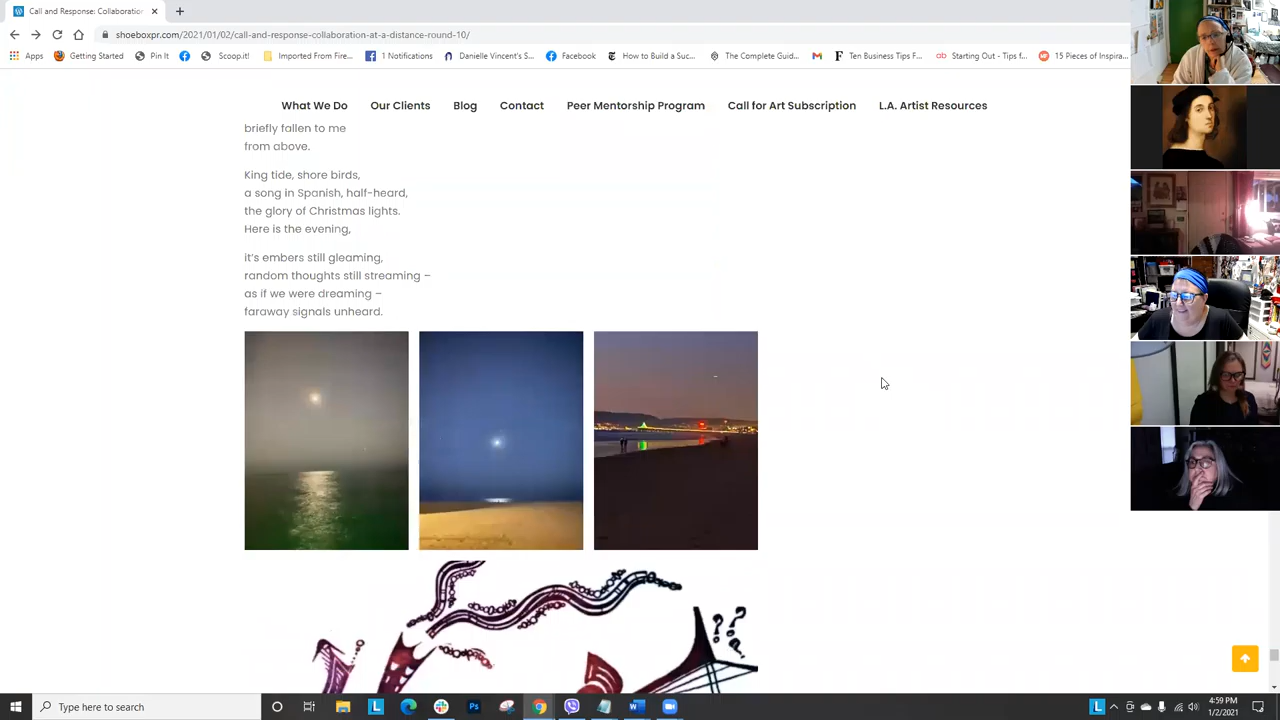 Call and Response: Collaboratio
shoeboxpr.com/2021/01/02/call-and-response-collaboration-at-a-distance-round-10/
Apps
Getting Started
Pin It
Scoop.it!
Imported From Fire...
1 Notifications
Danielle Vincent's S...
Facebook
How to Build a Suc...
The Complete Guid...
Ten Business Tips F...
Starting Out - Tips f...
15 Pieces of Inspira...
What We Do
Our Clients
Blog
Contact
Peer Mentorship Program
Call for Art Subscription
L.A. Artist Resources
briefly fallen to me
from above.
King tide, shore birds,
a song in Spanish, half-heard,
the glory of Christmas lights.
Here is the evening,
it's embers still gleaming,
random thoughts still streaming –
as if we were dreaming –
faraway signals unheard.
???
Type here to search
4:59 PM
1/2/2021